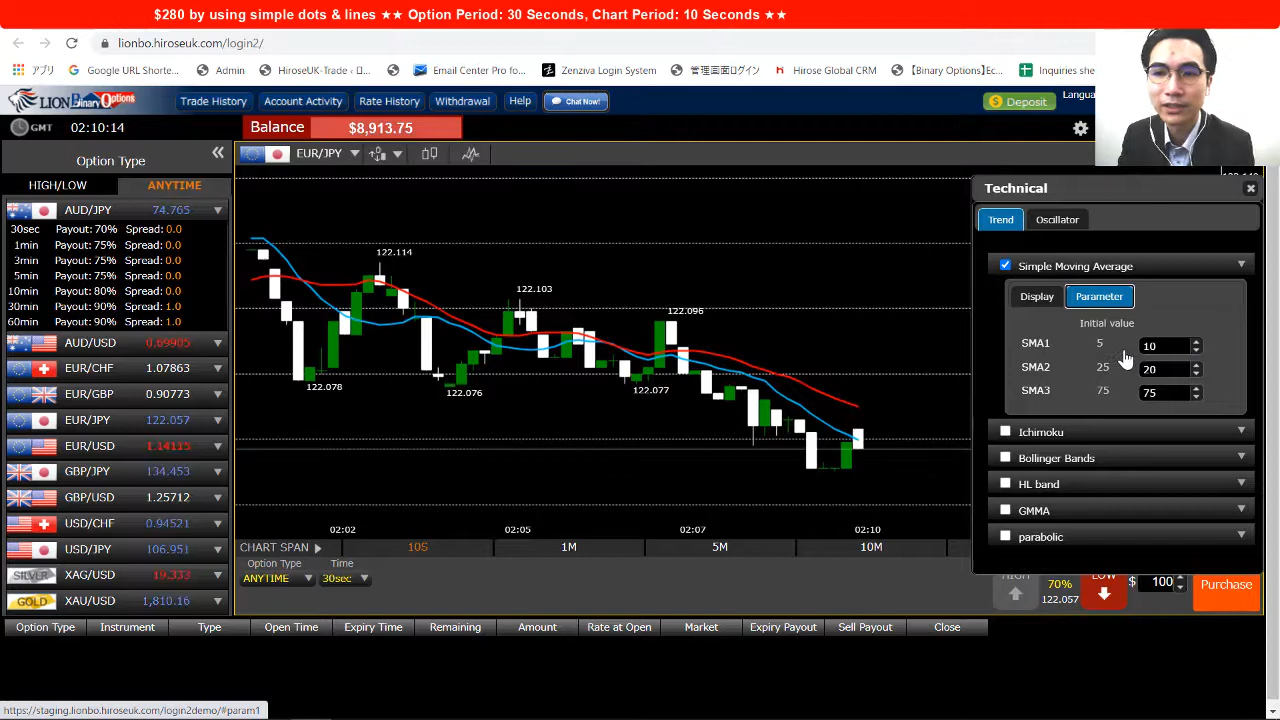 $280 by using simple dots & lines ★★ Option Period: 30 Seconds, Chart Period: 10 Seconds ★★
lionbo.hiroseuk.com/login2/
アプリ Google URL Shorte... Admin HiroseUK-Trade ‹ ロ... Email Center Pro fo... Zenziva Login System 管理画面ログイン Hirose Global CRM 【Binary Options】Ec... Inquiries she
LION Binary Options Trade History Account Activity Rate History Withdrawal Help Chat Now! $ Deposit Langua
GMT 02:10:14 Balance $8,913.75
Option Type
HIGH/LOW ANYTIME
AUD/JPY 74.765
30sec Payout: 70% Spread: 0.0
1min Payout: 75% Spread: 0.0
3min Payout: 75% Spread: 0.0
5min Payout: 75% Spread: 0.0
10min Payout: 80% Spread: 0.0
30min Payout: 90% Spread: 1.0
60min Payout: 90% Spread: 1.0
AUD/USD 0.69905
EUR/CHF 1.07863
EUR/GBP 0.90773
EUR/JPY 122.057
EUR/USD 1.14115
GBP/JPY 134.453
GBP/USD 1.25712
USD/CHF 0.94521
USD/JPY 106.951
SILVER XAG/USD 19.333
GOLD XAU/USD 1,810.16
EUR/JPY
122.114
122.103
122.096
122.078
122.076
122.077
02:02 02:05 02:07 02:10
CHART SPAN 10S 1M 5M 10M
Option Type Time
ANYTIME 30sec
Technical
Trend Oscillator
Simple Moving Average
Display Parameter
Initial value
SMA1 5 10
SMA2 25 20
SMA3 75 75
Ichimoku
Bollinger Bands
HL band
GMMA
parabolic
HIGH 70% LOW $ 100 Purchase
122.057
Option Type Instrument Type Open Time Expiry Time Remaining Amount Rate at Open Market Expiry Payout Sell Payout Close
https://staging.lionbo.hiroseuk.com/login2demo/#param1